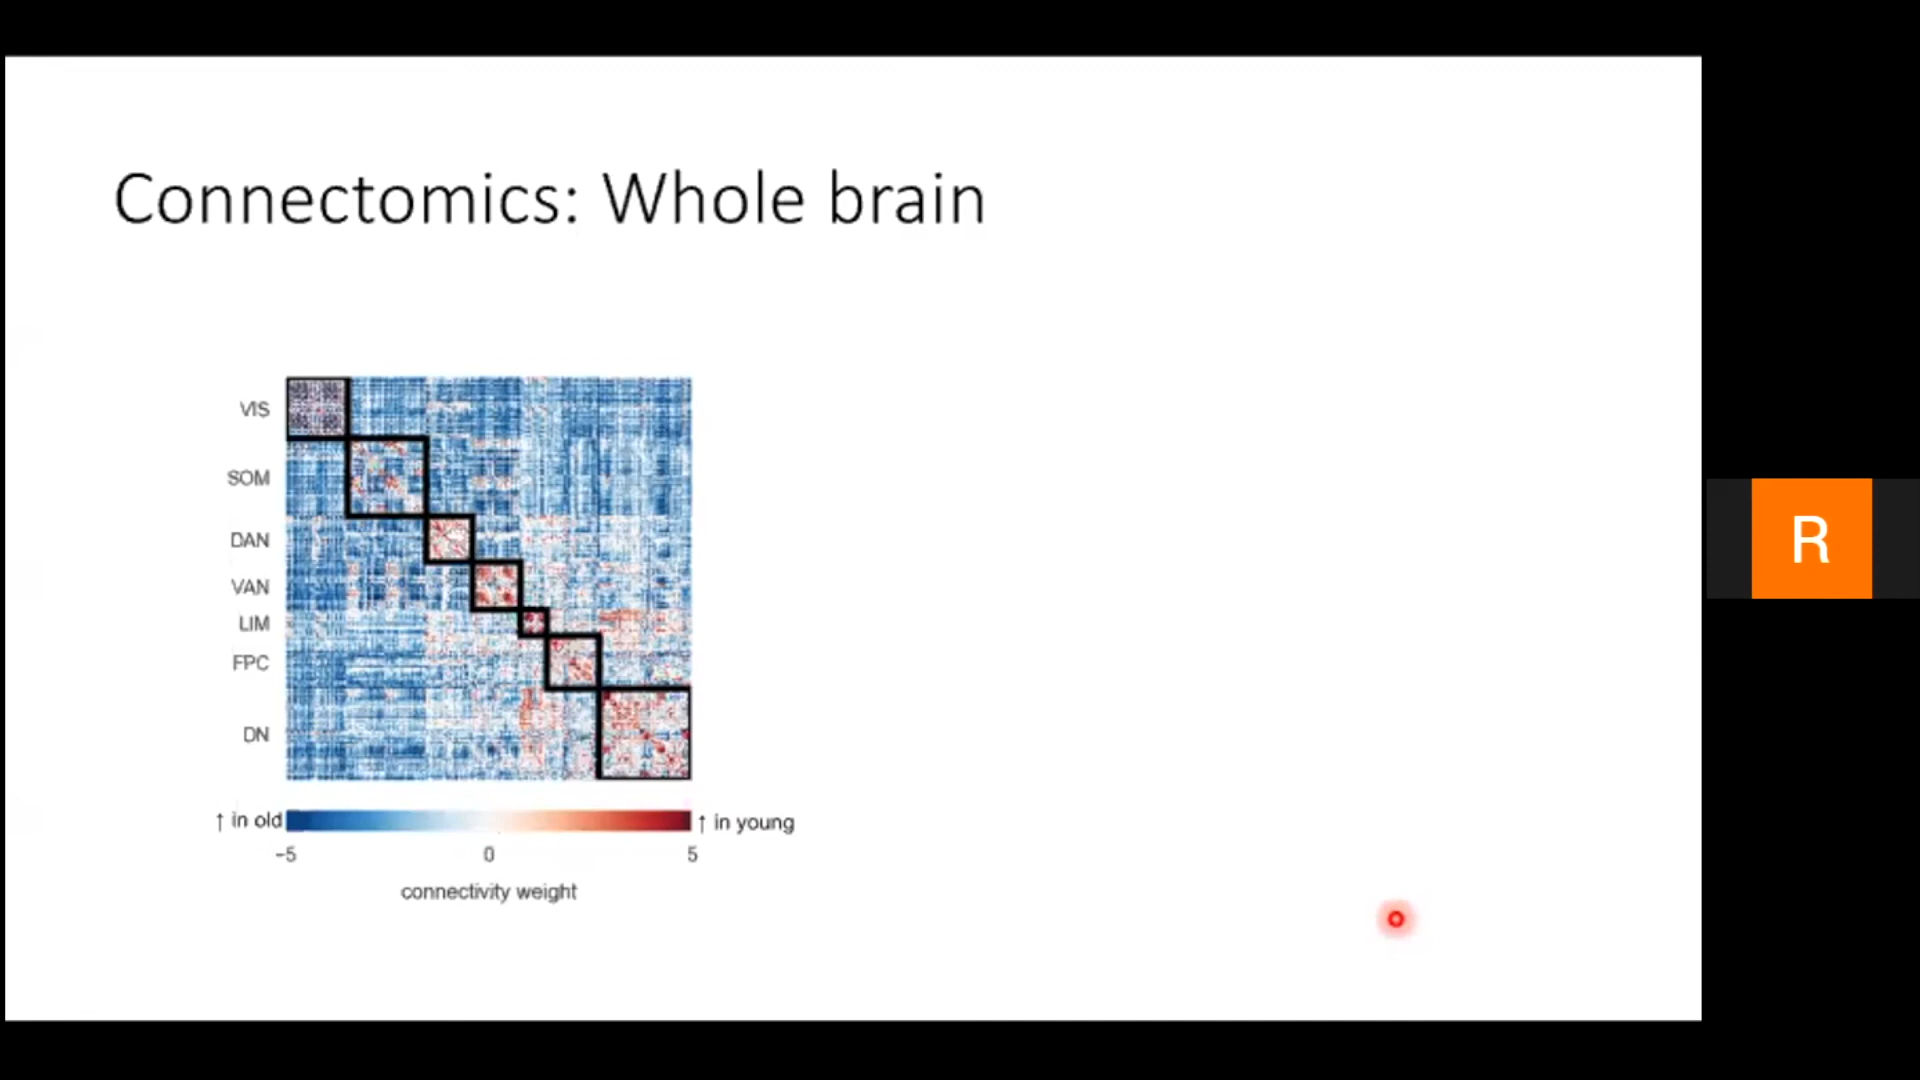 Connectomics: Whole brain
VIS
SOM
DAN
VAN
LIM
FPC
DN
↑ in old
↑ in young
−5
0
5
connectivity weight
R